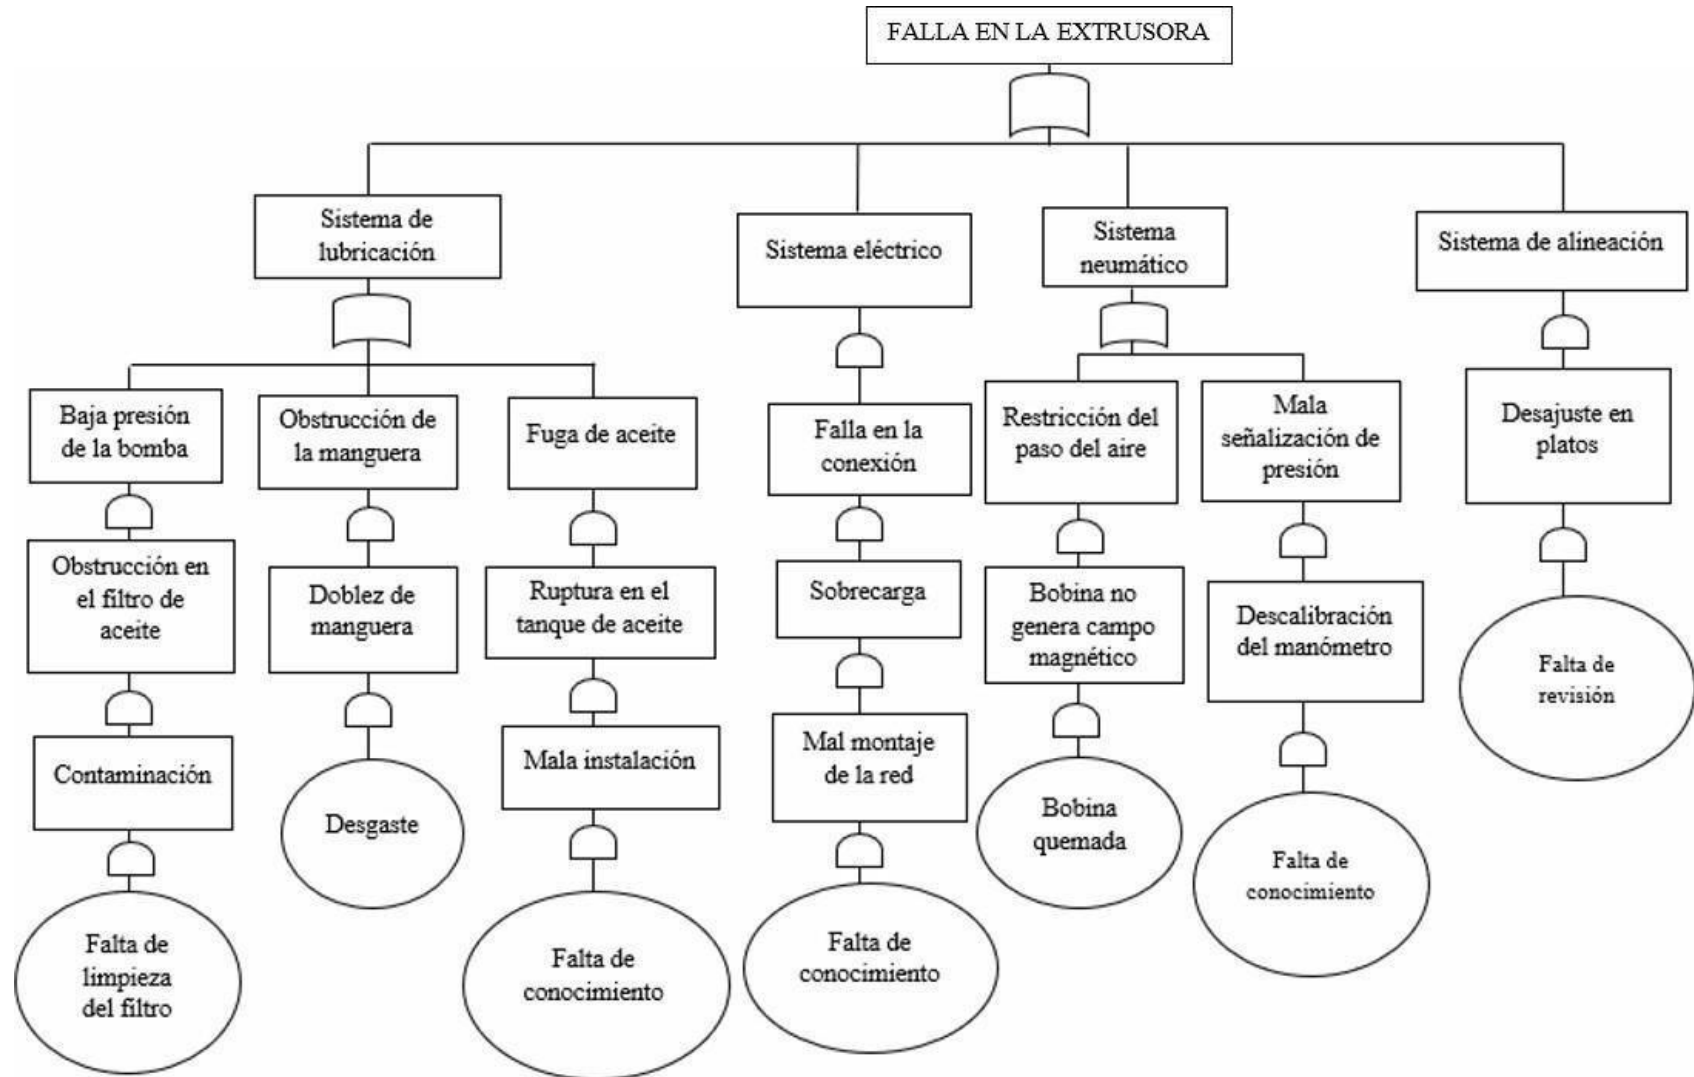 FALLA EN LA EXTRUSORA
Sistema de
lubricación
Sistema eléctrico
Sistema
neumático
Sistema de alineación
Baja presión
de la bomba
Obstrucción de
la manguera
Fuga de aceite
Falla en la
conexión
Restricción del
paso del aire
Mala
señalización de
presión
Desajuste en
platos
Obstrucción en
el filtro de
aceite
Doblez de
manguera
Ruptura en el
tanque de aceite
Sobrecarga
Bobina no
genera campo
magnético
Descalibración
del manómetro
Falta de
revisión
Contaminación
Desgaste
Mala instalación
Mal montaje
de la red
Bobina
quemada
Falta de
conocimiento
Falta de
limpieza
del filtro
Falta de
conocimiento
Falta de
conocimiento